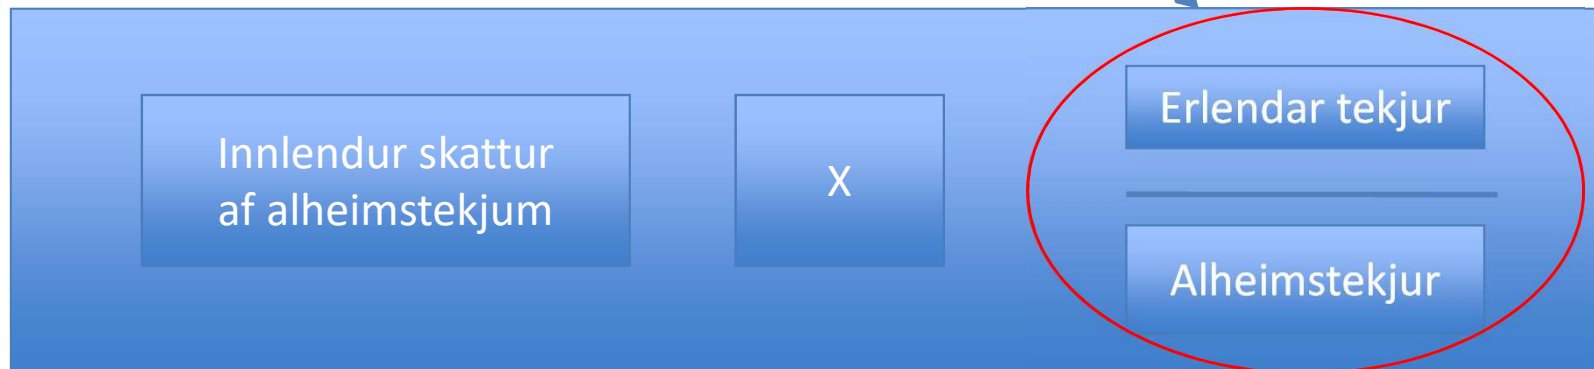 Innlendur skattur
af alheimstekjum
X
Erlendar tekjur
Alheimstekjur